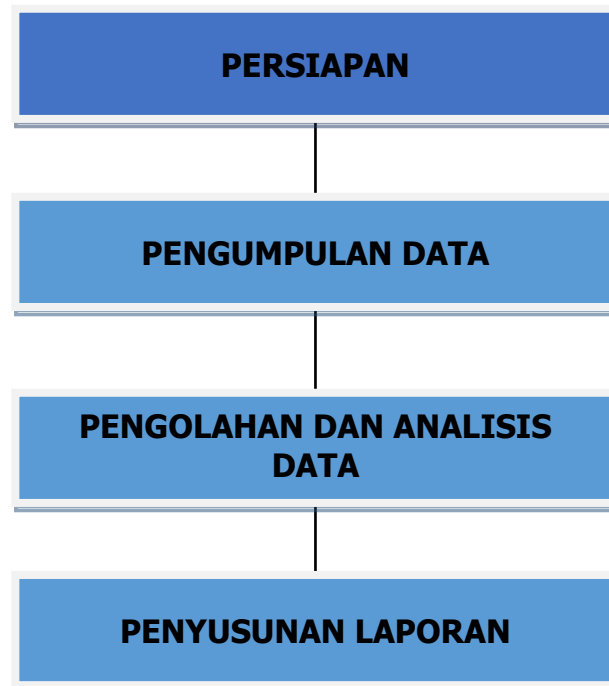 PERSIAPAN
PENGUMPULAN DATA
PENGOLAHAN DAN ANALISIS
DATA
PENYUSUNAN LAPORAN